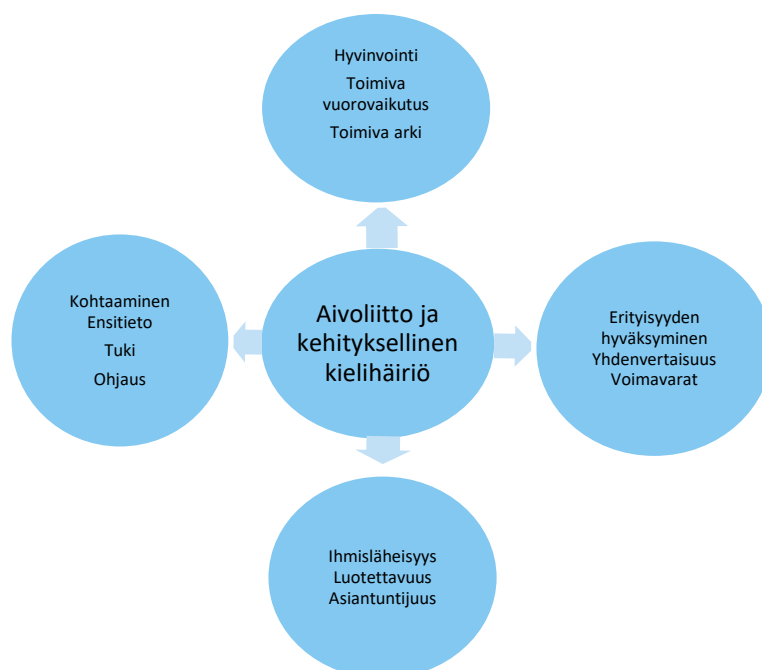 Hyvinvointi
Toimiva
vuorovaikutus
Toimiva arki
Kohtaaminen
Ensitieto
Tuki
Ohjaus
Aivoliitto ja
kehityksellinen
kielihäiriö
Erityisyyden
hyväksyminen
Yhdenvertaisuus
Voimavarat
Ihmisläheisyys
Luotettavuus
Asiantuntijuus